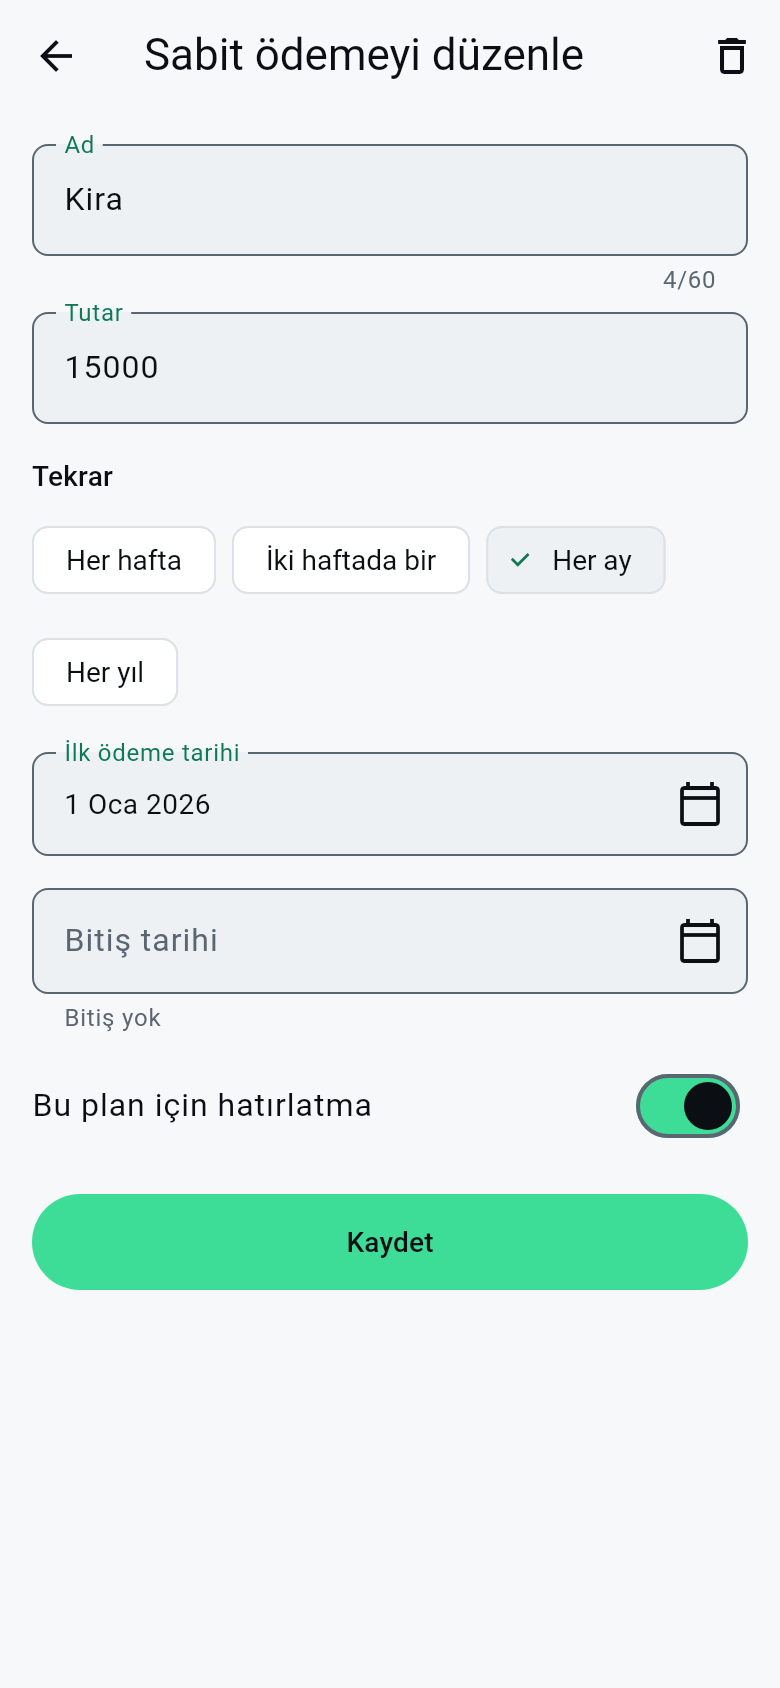 Sabit ödemeyi düzenle
Ad
Kira
4/60
Tutar
15000
Tekrar
Her hafta
İki haftada bir
Her ay
Her yıl
İlk ödeme tarihi
1 Oca 2026
Bitiş tarihi
Bitiş yok
Bu plan için hatırlatma
Kaydet